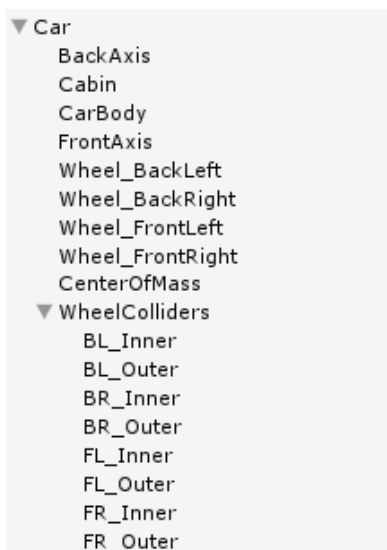 Car
BackAxis
Cabin
CarBody
FrontAxis
Wheel_BackLeft
Wheel_BackRight
Wheel_FrontLeft
Wheel_FrontRight
CenterOfMass
WheelColliders
BL_Inner
BL_Outer
BR_Inner
BR_Outer
FL_Inner
FL_Outer
FR_Inner
FR_Outer